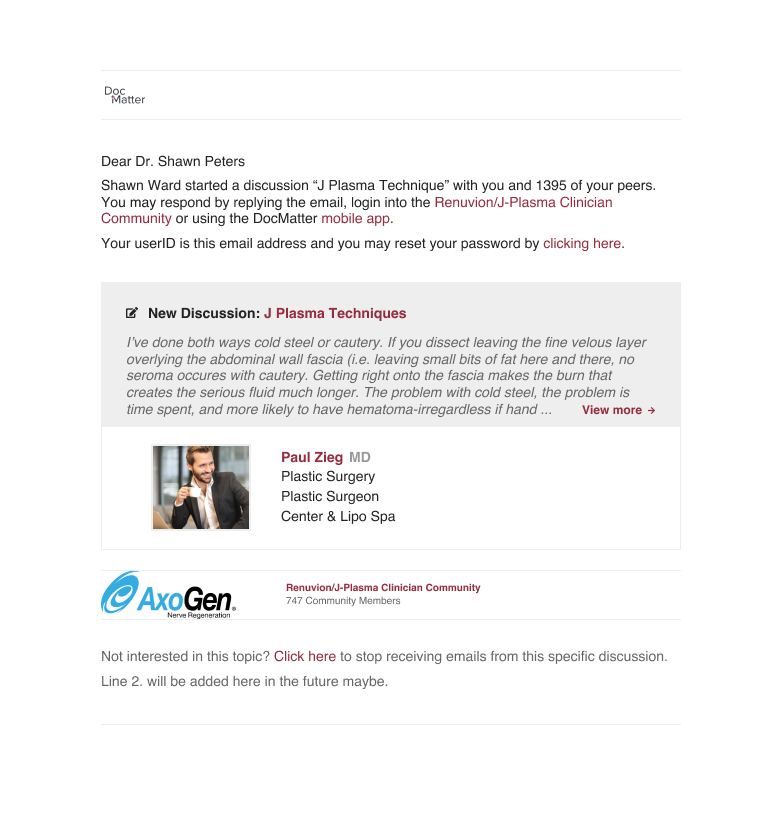 Doc
Matter
Dear Dr. Shawn Peters
Shawn Ward started a discussion “J Plasma Technique” with you and 1395 of your peers.
You may respond by replying the email, login into the Renuvion/J-Plasma Clinician
Community or using the DocMatter mobile app.
Your userID is this email address and you may reset your password by clicking here.
New Discussion: J Plasma Techniques
I’ve done both ways cold steel or cautery. If you dissect leaving the fine velous layer
overlying the abdominal wall fascia (i.e. leaving small bits of fat here and there, no
seroma occures with cautery. Getting right onto the fascia makes the burn that
creates the serious fluid much longer. The problem with cold steel, the problem is
time spent, and more likely to have hematoma-irregardless if hand ... View more →
Paul Zieg MD
Plastic Surgery
Plastic Surgeon
Center & Lipo Spa
AxoGen®
Nerve Regeneration
Renuvion/J-Plasma Clinician Community
747 Community Members
Not interested in this topic? Click here to stop receiving emails from this specific discussion.
Line 2. will be added here in the future maybe.